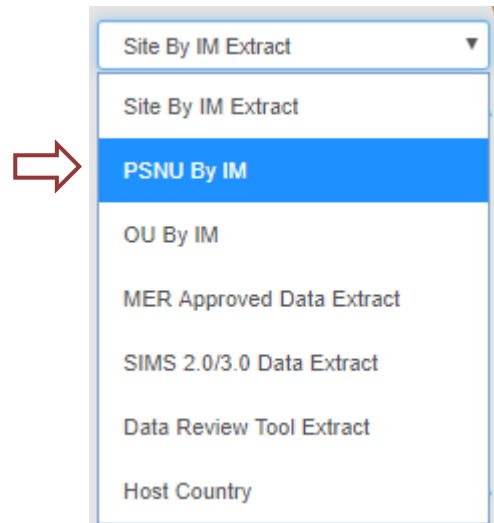 Site By IM Extract
Site By IM Extract
PSNU By IM
OU By IM
MER Approved Data Extract
SIMS 2.0/3.0 Data Extract
Data Review Tool Extract
Host Country